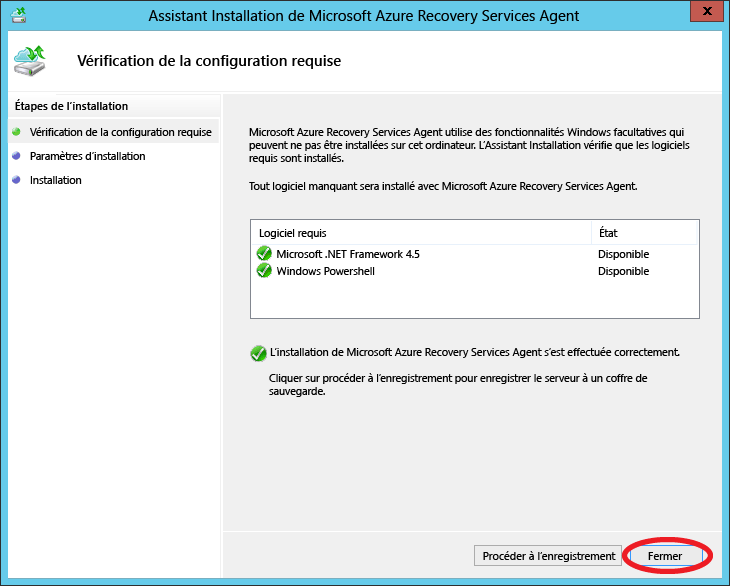 Assistant Installation de Microsoft Azure Recovery Services Agent
x
Vérification de la configuration requise
Étapes de l'installation
Vérification de la configuration requise
Paramètres d'installation
Installation
Microsoft Azure Recovery Services Agent utilise des fonctionnalités Windows facultatives qui
peuvent ne pas être installées sur cet ordinateur. L'Assistant Installation vérifie que les logiciels
requis sont installés.
Tout logiciel manquant sera installé avec Microsoft Azure Recovery Services Agent.
Logiciel requis État
Microsoft .NET Framework 4.5 Disponible
Windows Powershell Disponible
L'installation de Microsoft Azure Recovery Services Agent s'est effectuée correctement.
Cliquer sur procéder à l'enregistrement pour enregistrer le serveur à un coffre de
sauvegarde.
Procéder à l'enregistrement Fermer